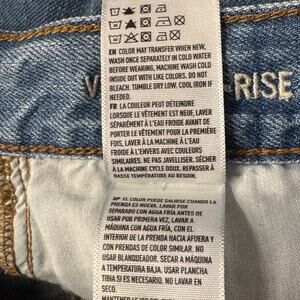 EN COLOR MAY TRANSFER WHEN NEW,
WASH ONCE SEPARATELY IN COLD WATER
BEFORE WEARING, MACHINE WASH COLD
INSIDE OUT WITH LIKE COLORS. DO NOT
BLEACH. TUMBLE DRY LOW. COOL IRON IF
NEEDED.
FR LA COULEUR PEUT DÉTEINDRE
LORSQUE LE VÊTEMENT EST NEUF, LAVER
SÉPARÉMENT À L'EAU FROIDE AVANT DE
PORTER LE VÊTEMENT POUR LA PREMIÈRE
FOIS, LAVER À LA MACHINE À L'EAU
FROIDE À L'ENVERS AVEC COULEURS
SIMILAIRES. NE PAS JAVELLISER. SÉCHER
À LA MACHINE CYCLE DOUX. REPASSER À
BASSE TEMPÉRATURE AU BESOIN.
SP EL COLOR PUEDE SALIRSE CUANDO LA
PRENDA ES NUEVA, LAVAR POR
SEPARADO CON AGUA FRÍA ANTES DE
USAR POR PRIMERA VEZ, LAVAR A
MÁQUINA CON AGUA FRÍA, CON EL
INTERIOR DE LA PRENDA HACIA AFUERA Y
CON PRENDAS DE COLOR SIMILAR. NO
USAR BLANQUEADOR. SECAR A MÁQUINA
A TEMPERATURA BAJA. USAR PLANCHA
TIBIA SI ES NECESARIO. NO LAVAR EN
SECO.
V
-RISE